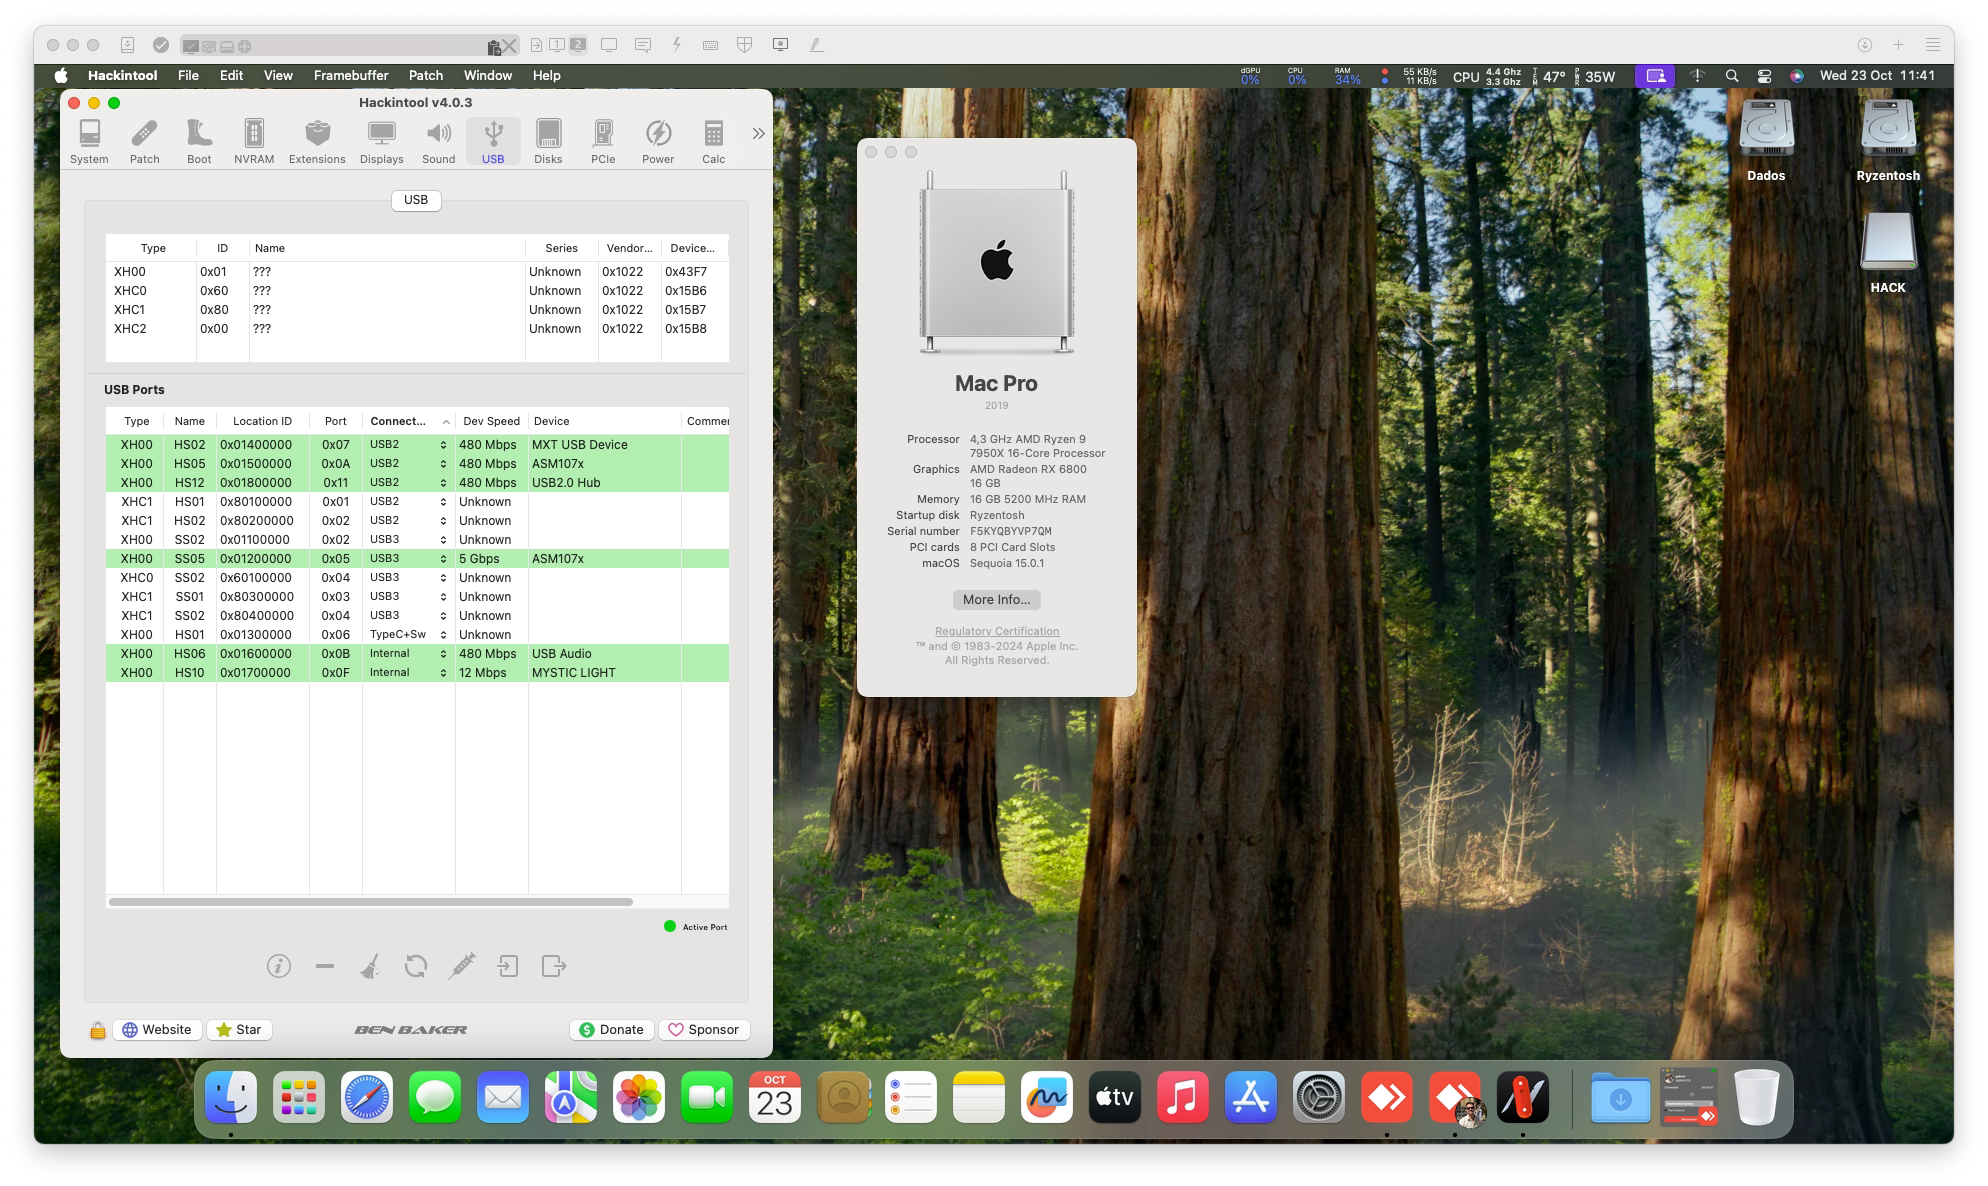 1 2
Hackintool File Edit View Framebuffer Patch Window Help
dGPU 0% CPU 0% RAM 34% 55 KB/s 11 KB/s CPU 4.4 Ghz 3.3 Ghz TEM 47° PWR 35W Wed 23 Oct 11:41
Hackintool v4.0.3
System Patch Boot NVRAM Extensions Displays Sound USB Disks PCIe Power Calc
USB
Type ID Name Series Vendor... Device...
XH00 0x01 ??? Unknown 0x1022 0x43F7
XHC0 0x60 ??? Unknown 0x1022 0x15B6
XHC1 0x80 ??? Unknown 0x1022 0x15B7
XHC2 0x00 ??? Unknown 0x1022 0x15B8
USB Ports
Type Name Location ID Port Connect... Dev Speed Device Commer
XH00 HS02 0x01400000 0x07 USB2 480 Mbps MXT USB Device
XH00 HS05 0x01500000 0x0A USB2 480 Mbps ASM107x
XH00 HS12 0x01800000 0x11 USB2 480 Mbps USB2.0 Hub
XHC1 HS01 0x80100000 0x01 USB2 Unknown
XHC1 HS02 0x80200000 0x02 USB2 Unknown
XH00 SS02 0x01100000 0x02 USB3 Unknown
XH00 SS05 0x01200000 0x05 USB3 5 Gbps ASM107x
XHC0 SS02 0x60100000 0x04 USB3 Unknown
XHC1 SS01 0x80300000 0x03 USB3 Unknown
XHC1 SS02 0x80400000 0x04 USB3 Unknown
XH00 HS01 0x01300000 0x06 TypeC+Sw Unknown
XH00 HS06 0x01600000 0x0B Internal 480 Mbps USB Audio
XH00 HS10 0x01700000 0x0F Internal 12 Mbps MYSTIC LIGHT
Active Port
Website Star BEN BAKER Donate Sponsor
Mac Pro
2019
Processor 4,3 GHz AMD Ryzen 9
7950X 16-Core Processor
Graphics AMD Radeon RX 6800
16 GB
Memory 16 GB 5200 MHz RAM
Startup disk Ryzentosh
Serial number F5KYQBYVP7QM
PCI cards 8 PCI Card Slots
macOS Sequoia 15.0.1
More Info...
Regulatory Certification
™ and © 1983-2024 Apple Inc.
All Rights Reserved.
Dados Ryzentosh
HACK
OCT
23
tv